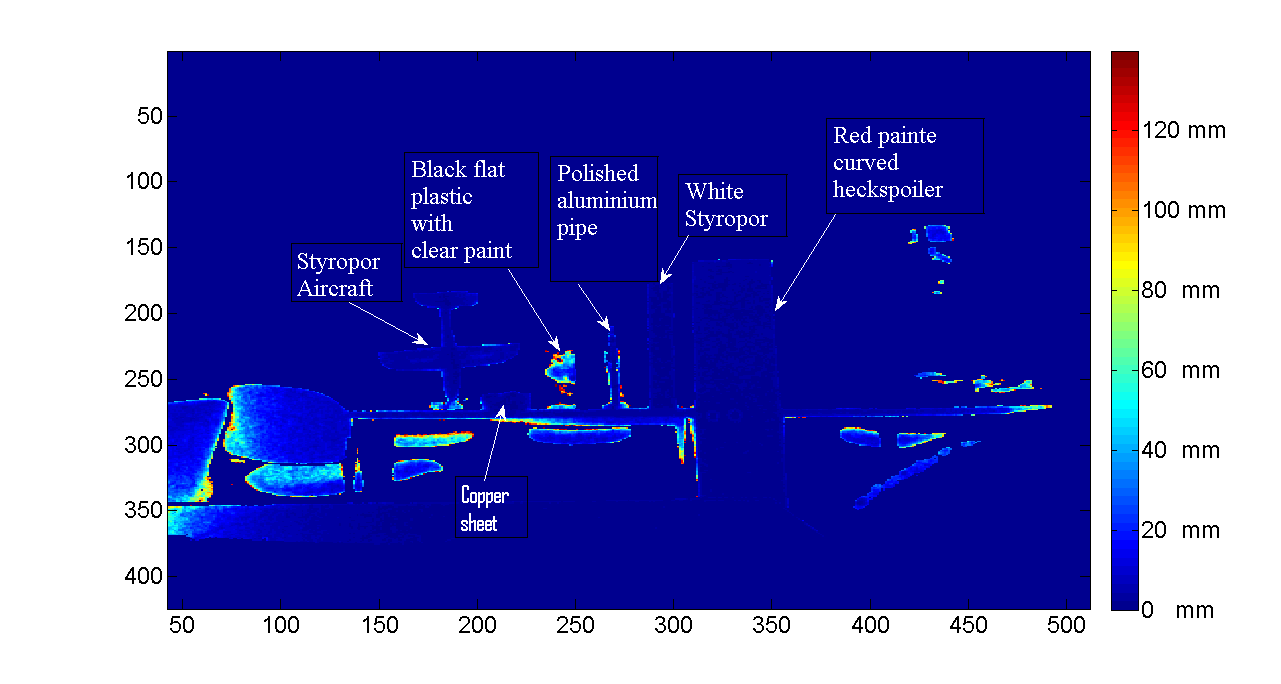 Styropor
Aircraft
Black flat
plastic
with
clear paint
Polished
aluminium
pipe
White
Styropor
Red painte
curved
heckspoiler
Copper
sheet
50
100
150
200
250
300
350
400
50
100
150
200
250
300
350
400
450
500
120 mm
100 mm
80 mm
60 mm
40 mm
20 mm
0 mm